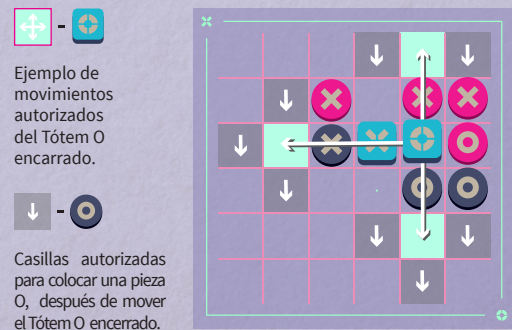 Ejemplo de
movimientos
autorizados
del Tótem O
encarrado.
Casillas autorizadas
para colocar una pieza
O, después de mover
el Tótem O encerrado.